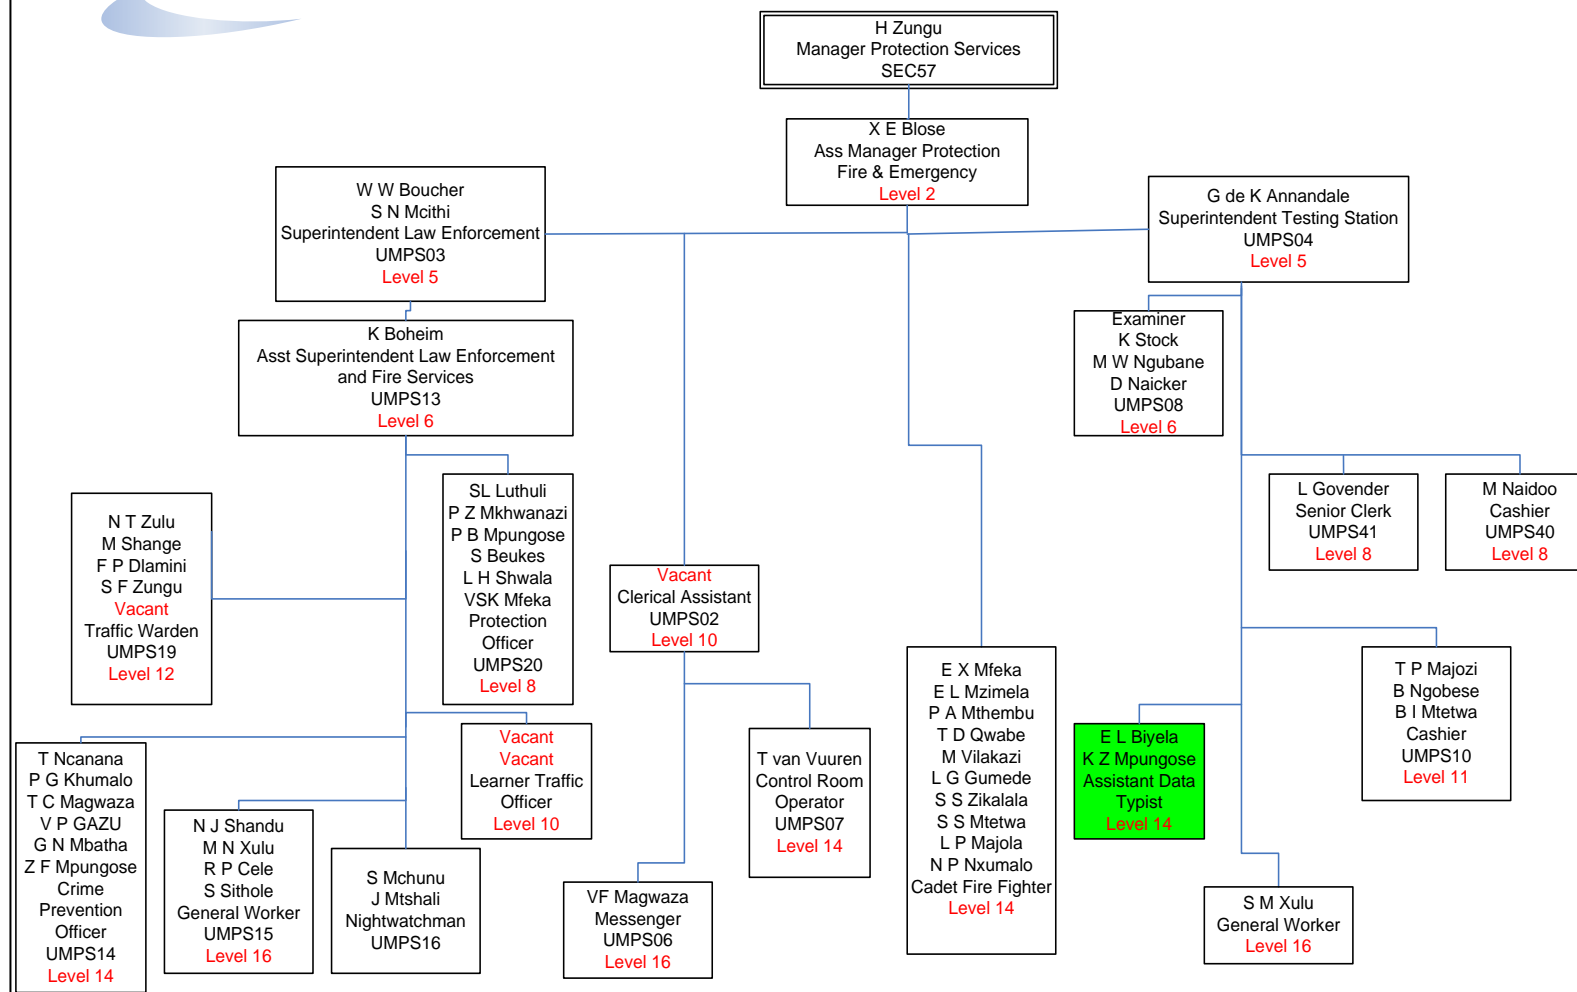 H Zungu
Manager Protection Services
SEC57
X E Blose
Ass Manager Protection
Fire & Emergency
Level 2
W W Boucher
S N Mcithi
Superintendent Law Enforcement
UMPS03
Level 5
G de K Annandale
Superintendent Testing Station
UMPS04
Level 5
K Boheim
Asst Superintendent Law Enforcement
and Fire Services
UMPS13
Level 6
Examiner
K Stock
M W Ngubane
D Naicker
UMPS08
Level 6
N T Zulu
M Shange
F P Dlamini
S F Zungu
Vacant
Traffic Warden
UMPS19
Level 12
SL Luthuli
P Z Mkhwanazi
P B Mpungose
S Beukes
L H Shwala
VSK Mfeka
Protection
Officer
UMPS20
Level 8
Vacant
Clerical Assistant
UMPS02
Level 10
L Govender
Senior Clerk
UMPS41
Level 8
M Naidoo
Cashier
UMPS40
Level 8
E X Mfeka
E L Mzimela
P A Mthembu
T D Qwabe
M Vilakazi
L G Gumede
S S Zikalala
S S Mtetwa
L P Majola
N P Nxumalo
Cadet Fire Fighter
Level 14
T P Majozi
B Ngobese
B I Mtetwa
Cashier
UMPS10
Level 11
T Ncanana
P G Khumalo
T C Magwaza
V P GAZU
G N Mbatha
Z F Mpungose
Crime
Prevention
Officer
UMPS14
Level 14
N J Shandu
M N Xulu
R P Cele
S Sithole
General Worker
UMPS15
Level 16
Vacant
Vacant
Learner Traffic
Officer
Level 10
S Mchunu
J Mtshali
Nightwatchman
UMPS16
T van Vuuren
Control Room
Operator
UMPS07
Level 14
VF Magwaza
Messenger
UMPS06
Level 16
E L Biyela
K Z Mpungose
Assistant Data
Typist
Level 14
S M Xulu
General Worker
Level 16